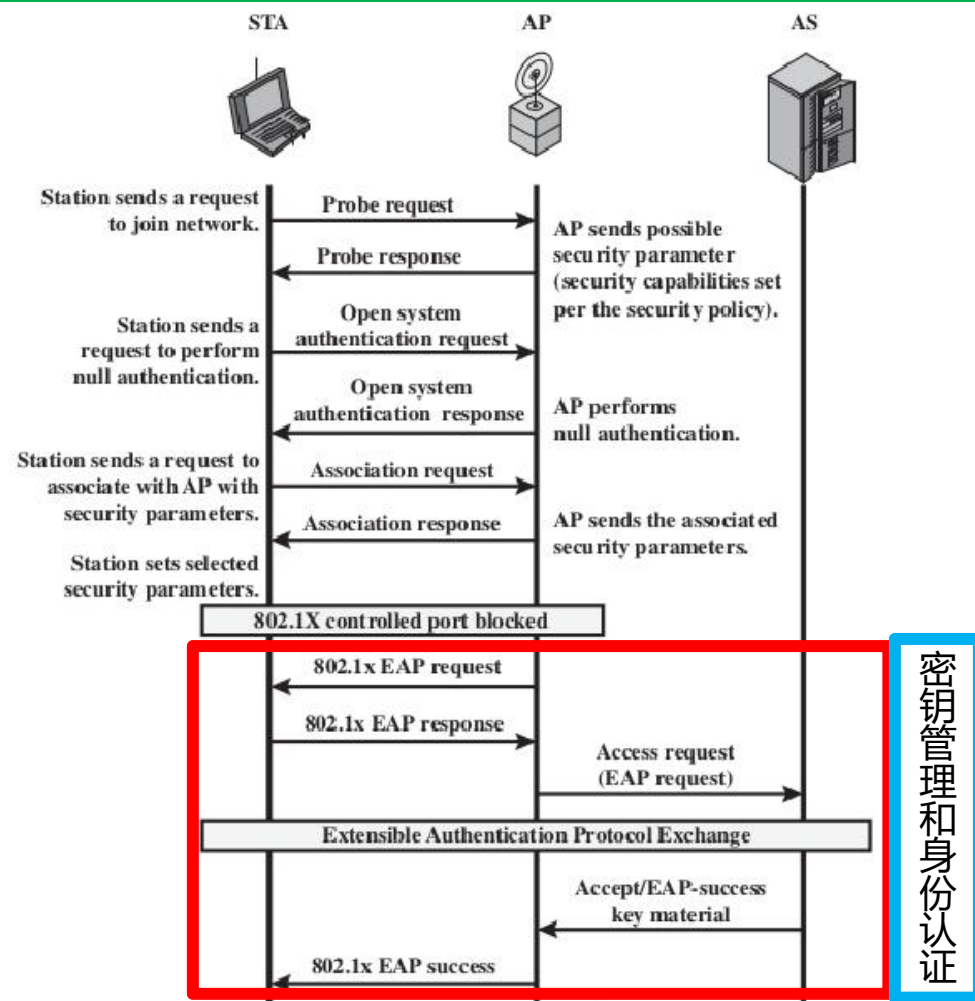 STA
AP
AS
Station sends a request
to join network.
Probe request
AP sends possible
security parameter
(security capabilities set
per the security policy).
Probe response
Station sends a
request to perform
null authentication.
Open system
authentication request
Open system
authentication response
AP performs
null authentication.
Station sends a request to
associate with AP with
security parameters.
Association request
Association response
AP sends the associated
security parameters.
Station sets selected
security parameters.
802.1X controlled port blocked
802.1x EAP request
802.1x EAP response
Access request
(EAP request)
Extensible Authentication Protocol Exchange
Accept/EAP-success
key material
802.1x EAP success
密钥管理和身份认证